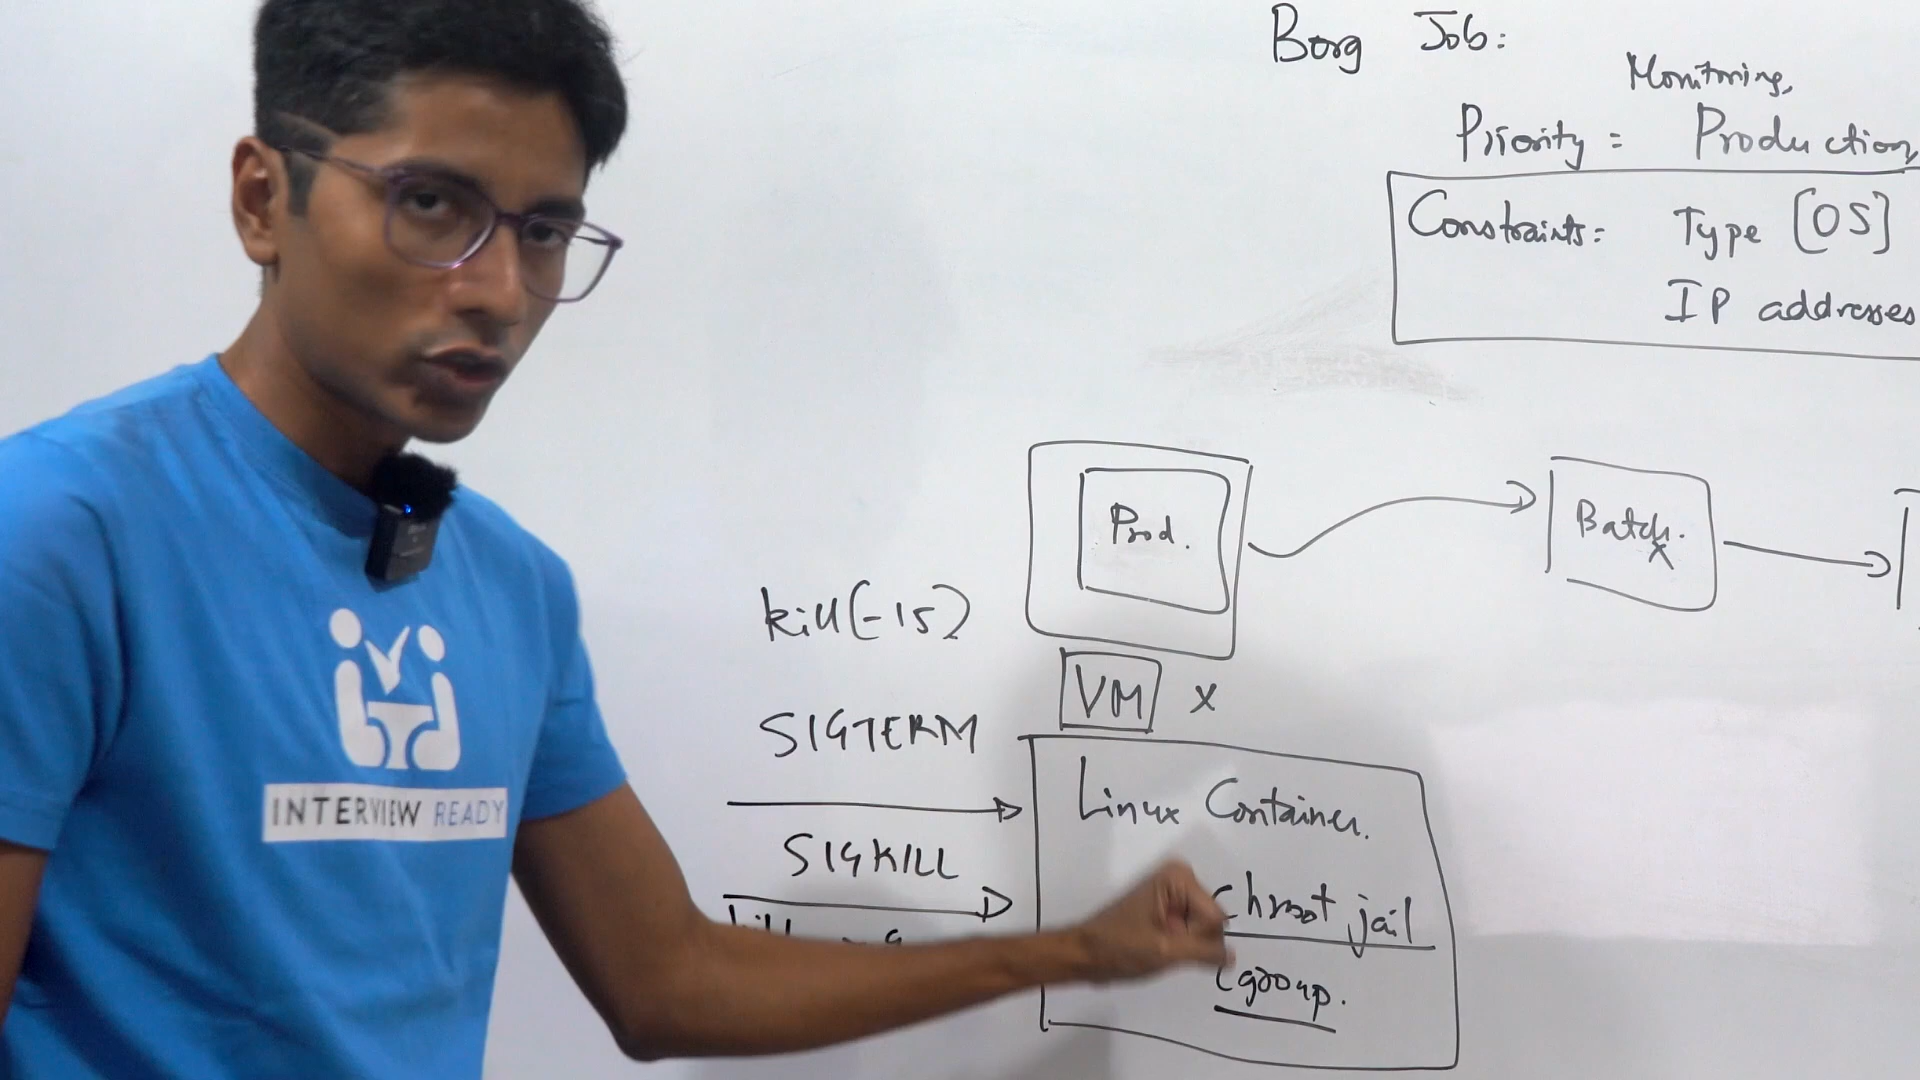 Borg Job:
Monitoring,
Priority = Production,
Constraints = Type [OS]
IP addresses
Prod.
Batch.
x
kill(-15)
VM x
SIGTERM
Linux Container.
SIGKILL
chroot jail
cgroup.
INTERVIEW READY